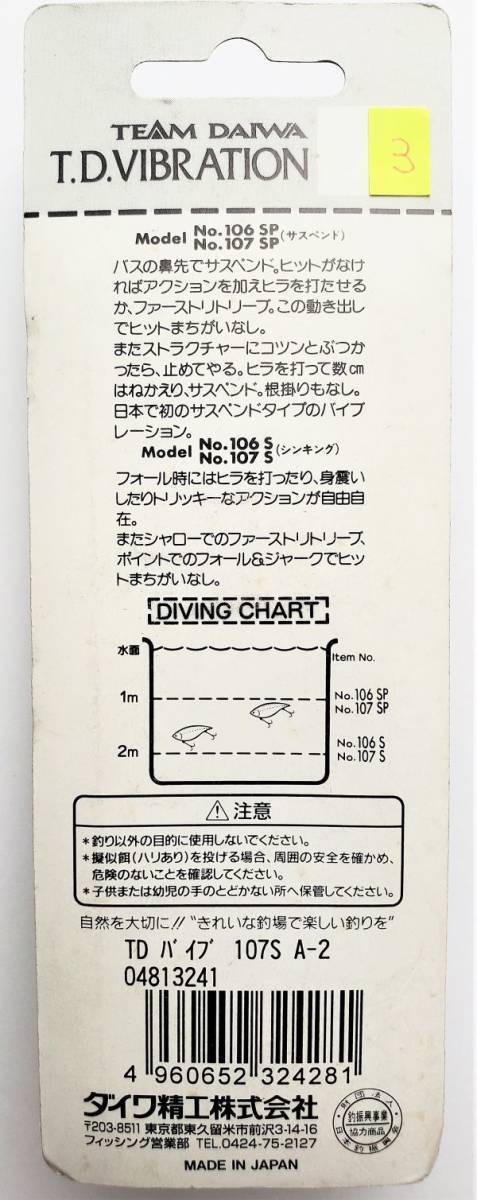 TEAM DAIWA
T.D.VIBRATION
3
Model No.106 SP (サスペンド)
No.107 SP
バスの鼻先でサスペンド。ヒットがなけ
ればアクションを加えヒラを打たせる
か、ファーストリトリーブ。この動き出し
でヒットまちがいなし。
またストラクチャーにコツンとぶつか
ったら、止めてやる。ヒラを打って数cm
はねかえり、サスペンド。根掛りもなし。
日本で初のサスペンドタイプのバイブ
レーション。
Model No.106 S (シンキング)
No.107 S
フォール時にはヒラを打ったり、身震い
したりトリッキーなアクションが自由自
在。
またシャローでのファーストリトリーブ、
ポイントでのフォール&ジャークでヒッ
トまちがいなし。
DIVING CHART
水面
Item No.
1m
No.106 SP
No.107 SP
2m
No.106 S
No.107 S
⚠注意
*釣り以外の目的に使用しないでください。
*擬似餌(ハリあり)を投げる場合、周囲の安全を確かめ、
危険のないことを確認してください。
*子供または幼児の手のとどかない所へ保管してください。
自然を大切に!! "きれいな釣場で楽しい釣りを"
TD バイブ 107S A-2
04813241
4 960652 324281
ダイワ精工株式会社
〒203-8511 東京都東久留米市前沢3-14-16
フィッシング営業部 TEL.0424-75-2127
財団法人
釣振興事業
協力商品
MADE IN JAPAN